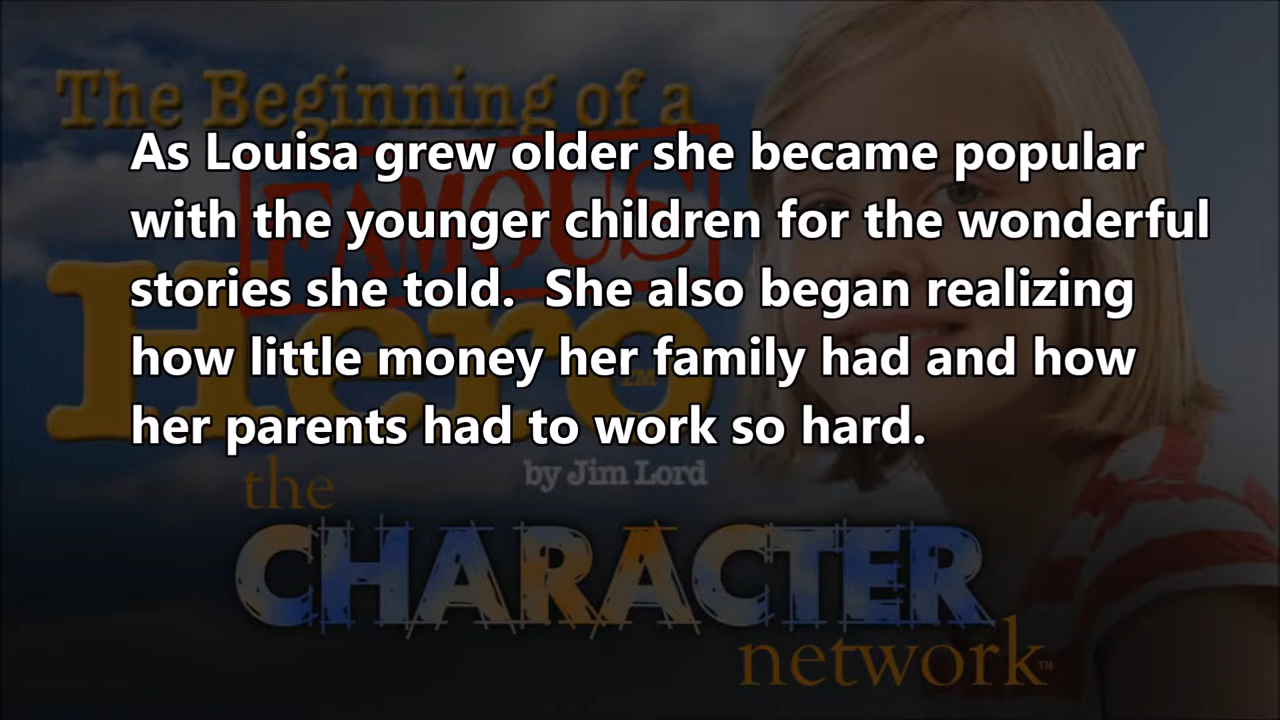 The Beginning of a
FAMOUS
Hero™
by Jim Lord
As Louisa grew older she became popular
with the younger children for the wonderful
stories she told.  She also began realizing
how little money her family had and how
her parents had to work so hard.
the
CHARACTER
network™